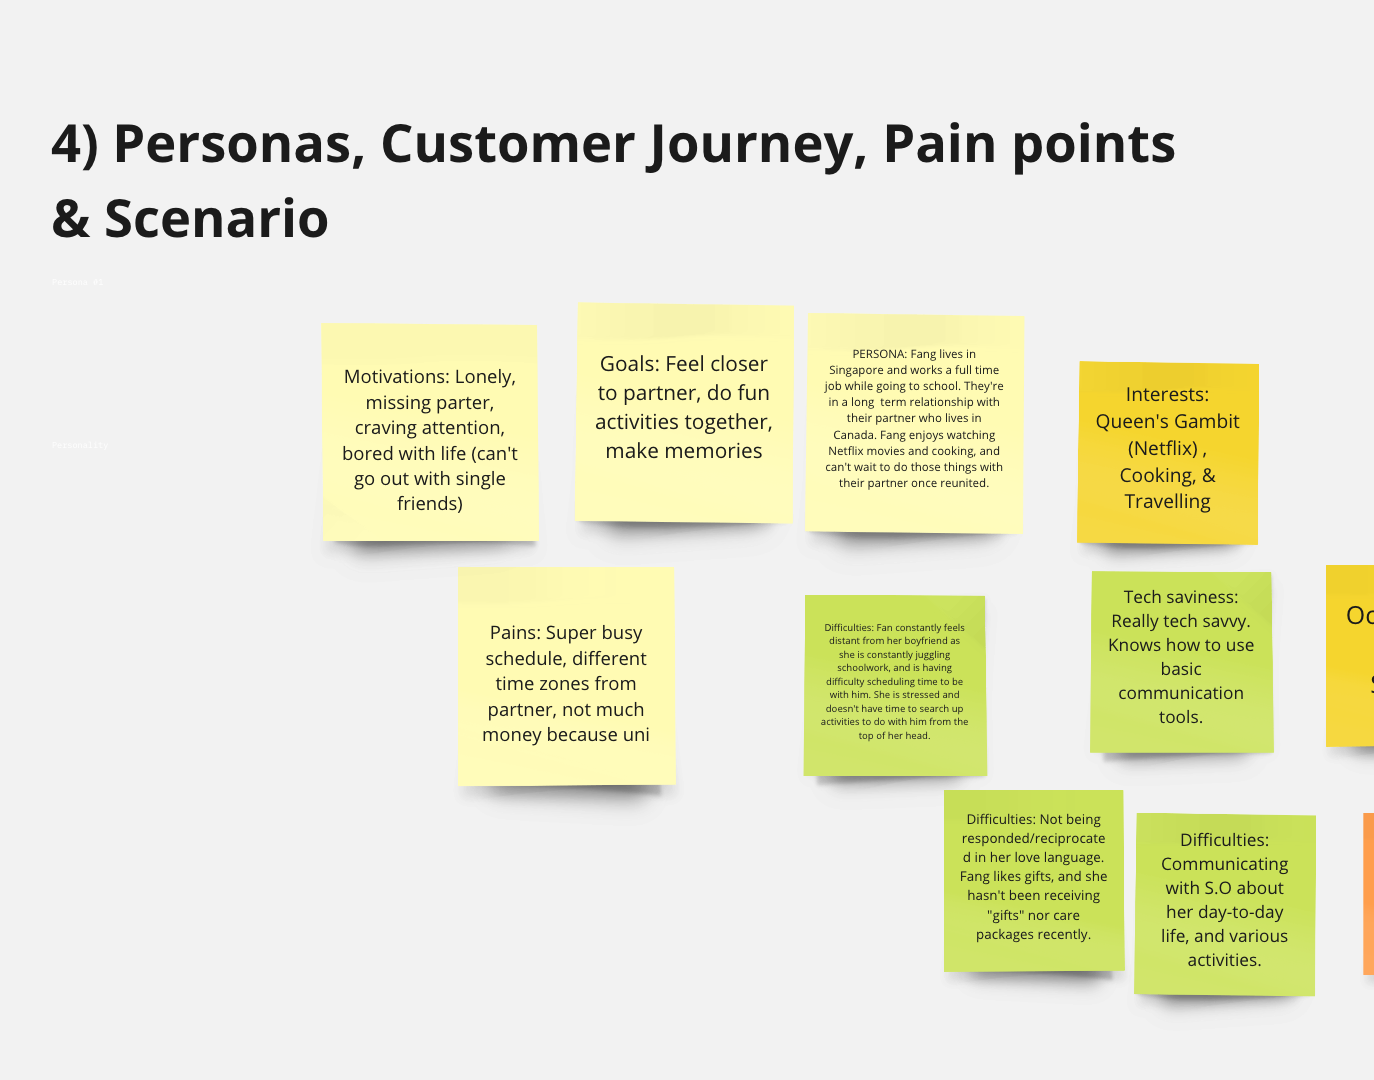 4) Personas, Customer Journey, Pain points
& Scenario
Persona #1
Personality
Motivations: Lonely,
missing parter,
craving attention,
bored with life (can't
go out with single
friends)
Goals: Feel closer
to partner, do fun
activities together,
make memories
PERSONA: Fang lives in
Singapore and works a full time
job while going to school. They're
in a long term relationship with
their partner who lives in
Canada. Fang enjoys watching
Netflix movies and cooking, and
can't wait to do those things with
their partner once reunited.
Interests:
Queen's Gambit
(Netflix) ,
Cooking, &
Travelling
Pains: Super busy
schedule, different
time zones from
partner, not much
money because uni
Difficulties: Fan constantly feels
distant from her boyfriend as
she is constantly juggling
schoolwork, and is having
difficulty scheduling time to be
with him. She is stressed and
doesn't have time to search up
activities to do with him from the
top of her head.
Tech saviness:
Really tech savvy.
Knows how to use
basic
communication
tools.
Difficulties: Not being
responded/reciprocate
d in her love language.
Fang likes gifts, and she
hasn't been receiving
"gifts" nor care
packages recently.
Difficulties:
Communicating
with S.O about
her day-to-day
life, and various
activities.